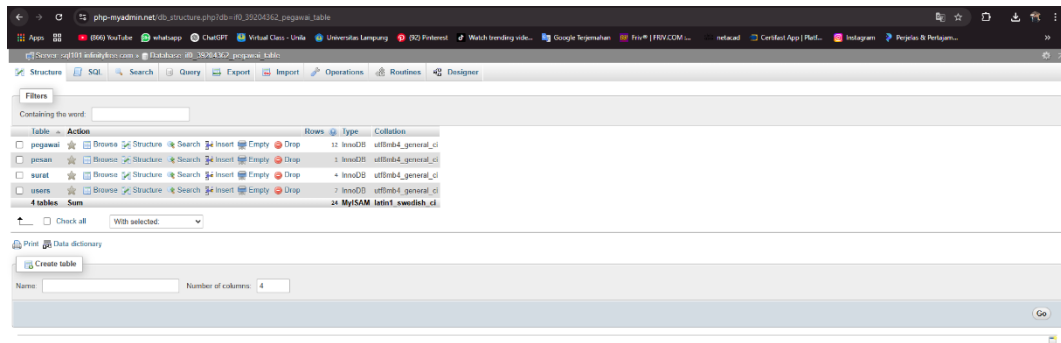 php-myadmin.net/db_structure.php?db=if0_39204362_pegawai_table
Apps (866) YouTube whatsapp ChatGPT Virtual Class - Unila Universitas Lampung (92) Pinterest Watch trending vide... Google Terjemahan Friv® | FRIV.COM :... netacad Certifast App | Platf... Instagram Perjelas & Pertajam...
Server: sql101.infinityfree.com » Database: if0_39204362_pegawai_table
Structure SQL Search Query Export Import Operations Routines Designer
Filters
Containing the word:
Table Action Rows Type Collation
pegawai Browse Structure Search Insert Empty Drop 12 InnoDB utf8mb4_general_ci
pesan Browse Structure Search Insert Empty Drop 1 InnoDB utf8mb4_general_ci
surat Browse Structure Search Insert Empty Drop 4 InnoDB utf8mb4_general_ci
users Browse Structure Search Insert Empty Drop 7 InnoDB utf8mb4_general_ci
4 tables Sum 24 MyISAM latin1_swedish_ci
Check all With selected:
Print Data dictionary
Create table
Name: Number of columns: 4
Go